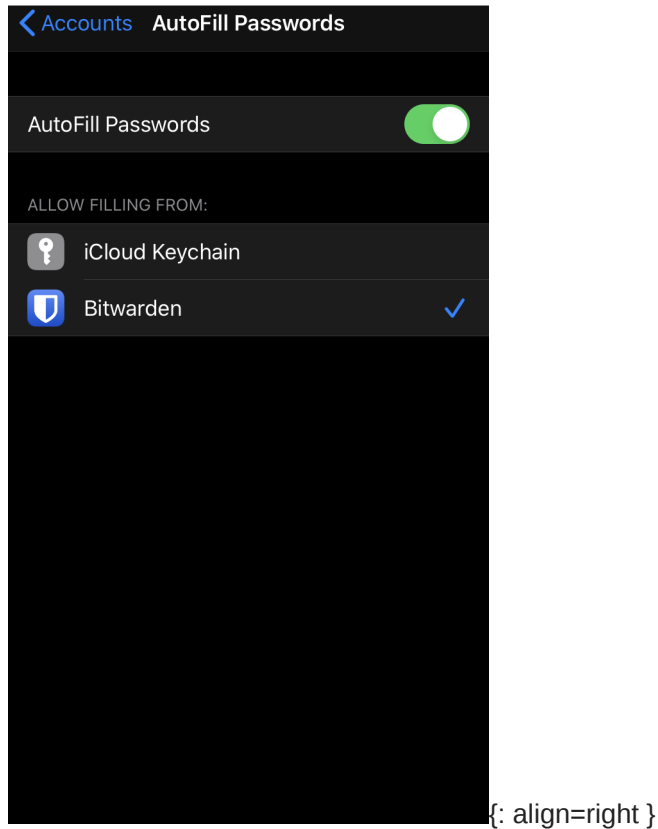 Accounts AutoFill Passwords
AutoFill Passwords
ALLOW FILLING FROM:
iCloud Keychain
Bitwarden
{: align=right }